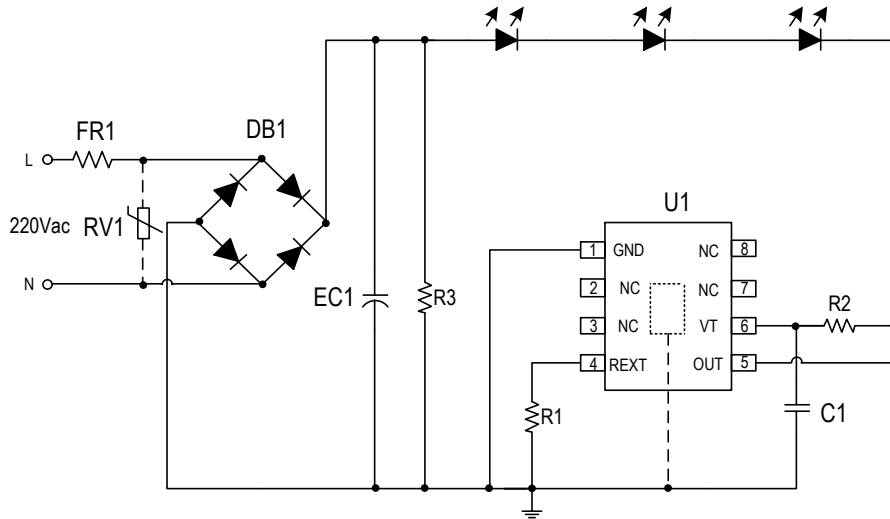 FR1
DB1
L
220Vac
RV1
N
EC1
R3
U1
1
GND
NC
8
2
NC
NC
7
3
NC
VT
6
R2
4
REXT
OUT
5
R1
C1